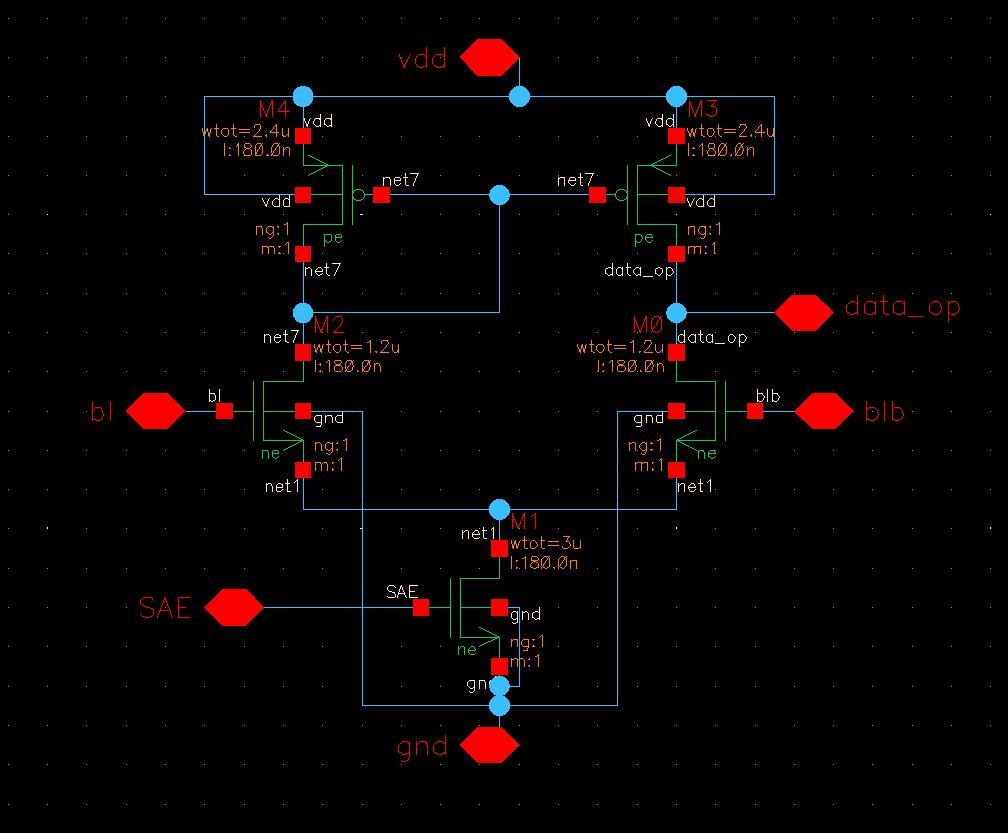 vdd
M4
M3
vdd
vdd
wtot=2.4u
wtot=2.4u
l:180.0n
l:180.0n
net7
net7
vdd
vdd
ng:1
ng:1
pe
pe
m:1
m:1
net7
data_op
data_op
M2
M0
net7
data_op
wtot=1.2u
wtot=1.2u
l:180.0n
l:180.0n
bl
blb
bl
blb
gnd
gnd
ng:1
ng:1
ne
ne
m:1
m:1
net1
net1
M1
net1
wtot=3u
l:180.0n
SAE
SAE
gnd
ng:1
ne
m:1
gnd